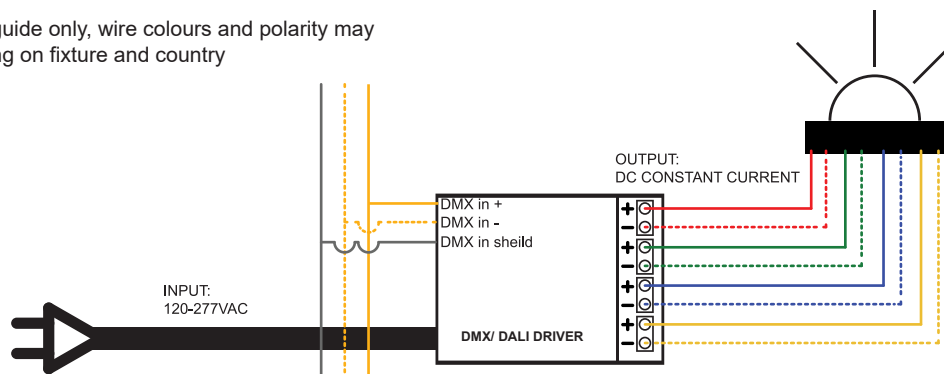 guide only, wire colours and polarity may
on fixture and country
OUTPUT:
DC CONSTANT CURRENT
DMX in +
DMX in -
DMX in sheild
+
−
+
−
+
−
+
−
INPUT:
120-277VAC
DMX/ DALI DRIVER